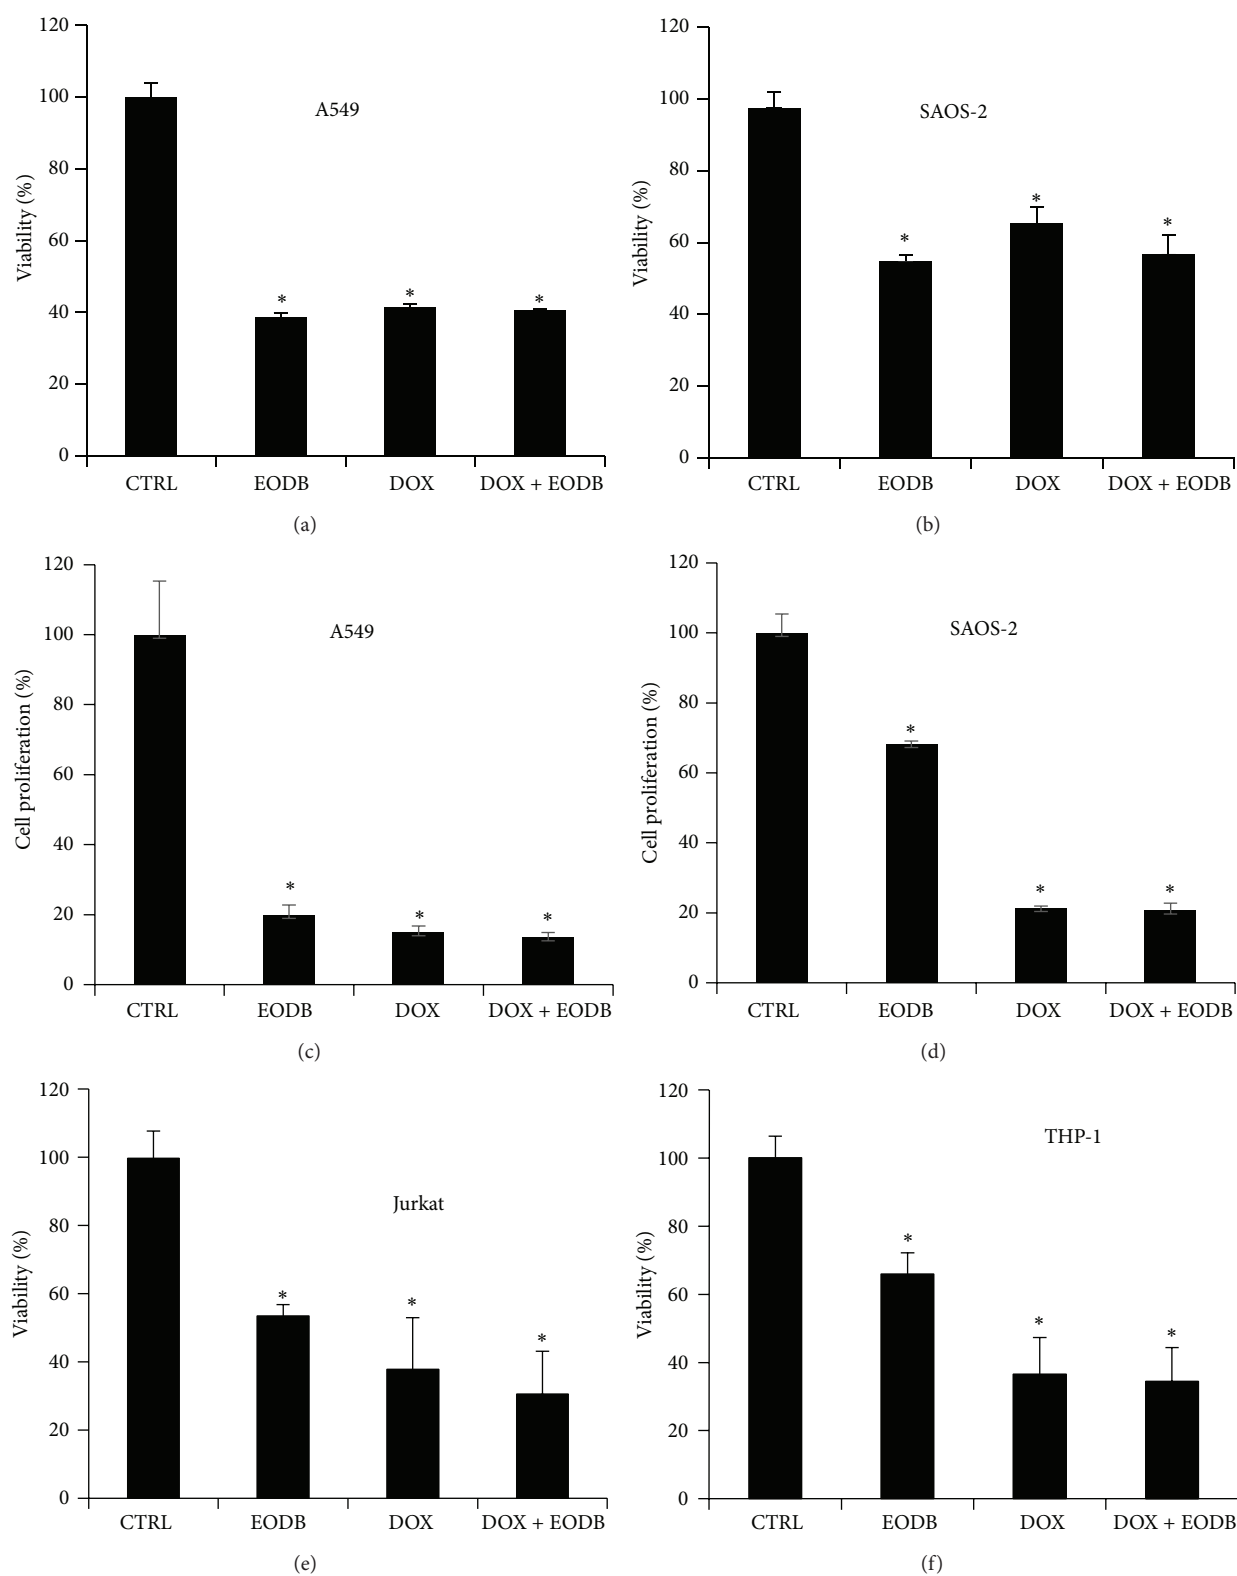 120
100
80
60
40
20
0
Viability (%)
A549
*
*
*
CTRL
EODB
DOX
DOX + EODB
(a)
120
100
80
60
40
20
0
Viability (%)
SAOS-2
*
*
*
CTRL
EODB
DOX
DOX + EODB
(b)
120
100
80
60
40
20
0
Cell proliferation (%)
A549
*
*
*
CTRL
EODB
DOX
DOX + EODB
(c)
120
100
80
60
40
20
0
Cell proliferation (%)
SAOS-2
*
*
*
CTRL
EODB
DOX
DOX + EODB
(d)
120
100
80
60
40
20
0
Viability (%)
Jurkat
*
*
*
CTRL
EODB
DOX
DOX + EODB
(e)
120
100
80
60
40
20
0
Viability (%)
THP-1
*
*
*
CTRL
EODB
DOX
DOX + EODB
(f)